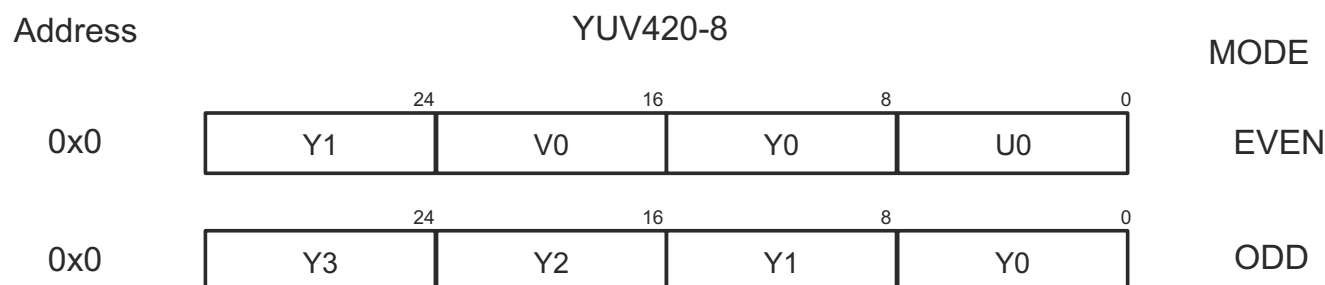 Address YUV420-8 MODE
24 16 8 0
0x0 Y1 V0 Y0 U0 EVEN
24 16 8 0
0x0 Y3 Y2 Y1 Y0 ODD